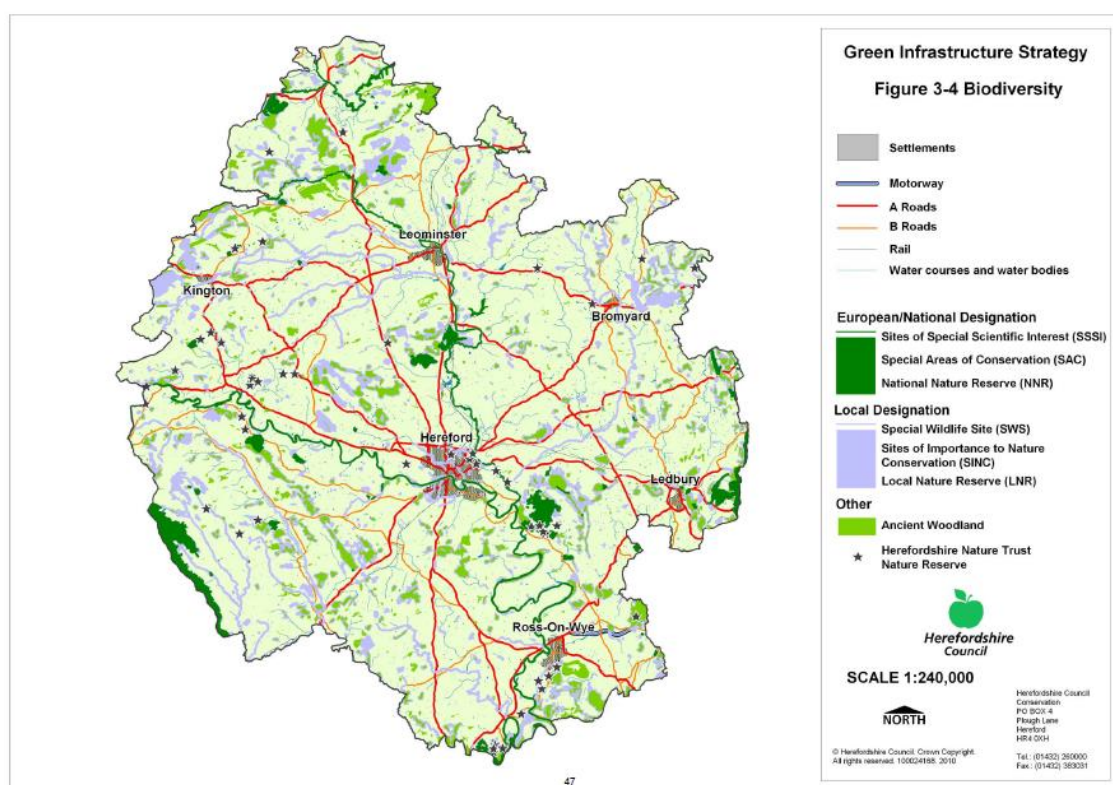 Leominster
Kington
Bromyard
Hereford
Ledbury
Ross-On-Wye
Green Infrastructure Strategy
Figure 3-4 Biodiversity
Settlements
Motorway
A Roads
B Roads
Rail
Water courses and water bodies
European/National Designation
Sites of Special Scientific Interest (SSSI)
Special Areas of Conservation (SAC)
National Nature Reserve (NNR)
Local Designation
Special Wildlife Site (SWS)
Sites of Importance to Nature
Conservation (SINC)
Local Nature Reserve (LNR)
Other
Ancient Woodland
Herefordshire Nature Trust
Nature Reserve
Herefordshire
Council
SCALE 1:240,000
NORTH
Herefordshire Council
Conservation
PO BOX 4
Plough Lane
Hereford
HR4 0XH
Tel.: (01432) 260000
Fax.: (01432) 383031
© Herefordshire Council. Crown Copyright.
All rights reserved. 100024168. 2010
47